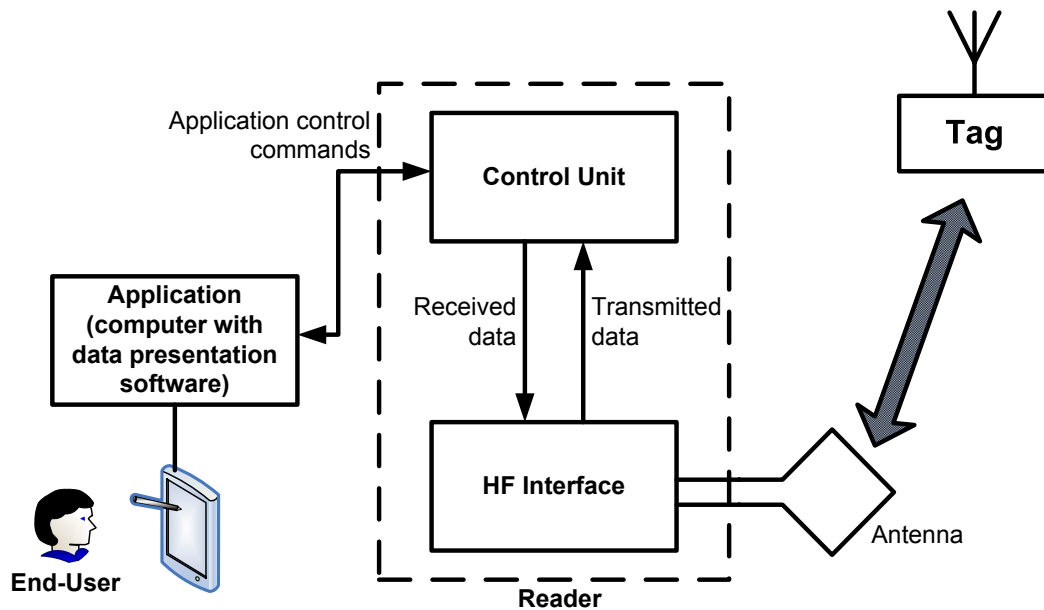 Application control
commands
Control Unit
Tag
Application
(computer with
data presentation
software)
Received
data
Transmitted
data
HF Interface
Antenna
End-User
Reader